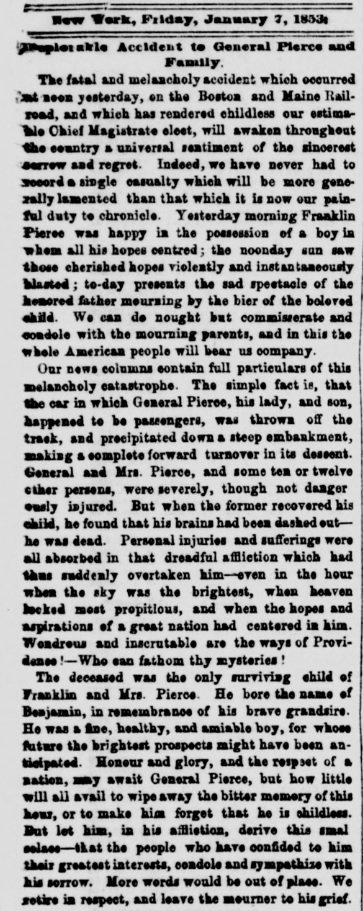 New York, Friday, January 7, 1853.
Deplorable Accident to General Pierce and
Family.
The fatal and melancholy accident which occurred
at noon yesterday, on the Boston and Maine Rail-
road, and which has rendered childless our estima-
ble Chief Magistrate elect, will awaken throughout
the country a universal sentiment of the sincerest
sorrow and regret. Indeed, we have never had to
record a single casualty which will be more gene-
rally lamented than that which it is now our pain-
ful duty to chronicle. Yesterday morning Franklin
Pierce was happy in the possession of a boy in
whom all his hopes centred; the noonday sun saw
those cherished hopes violently and instantaneously
blasted; to-day presents the sad spectacle of the
honored father mourning by the bier of the beloved
child. We can do nought but commiserate and
condole with the mourning parents, and in this the
whole American people will bear us company.
Our news columns contain full particulars of this
melancholy catastrophe. The simple fact is, that
the car in which General Pierce, his lady, and son,
happened to be passengers, was thrown off the
track, and precipitated down a steep embankment,
making a complete forward turnover in its descent.
General and Mrs. Pierce, and some ten or twelve
other persons, were severely, though not danger
ously injured. But when the former recovered his
child, he found that his brains had been dashed out—
he was dead. Personal injuries and sufferings were
all absorbed in that dreadful affliction which had
thus suddenly overtaken him—even in the hour
when the sky was the brightest, when heaven
looked most propitious, and when the hopes and
aspirations of a great nation had centered in him.
Wondrous and inscrutable are the ways of Provi-
dence!—Who can fathom thy mysteries!
The deceased was the only surviving child of
Franklin and Mrs. Pierce. He bore the name of
Benjamin, in remembrance of his brave grandsire.
He was a fine, healthy, and amiable boy, for whose
future the brightest prospects might have been an-
ticipated. Honour and glory, and the respect of a
nation, may await General Pierce, but how little
will all avail to wipe away the bitter memory of this
hour, or to make him forget that he is childless.
But let him, in his affliction, derive this small
solace—that the people who have confided to him
their greatest interests, condole and sympathize with
his sorrow. More words would be out of place. We
retire in respect, and leave the mourner to his grief.